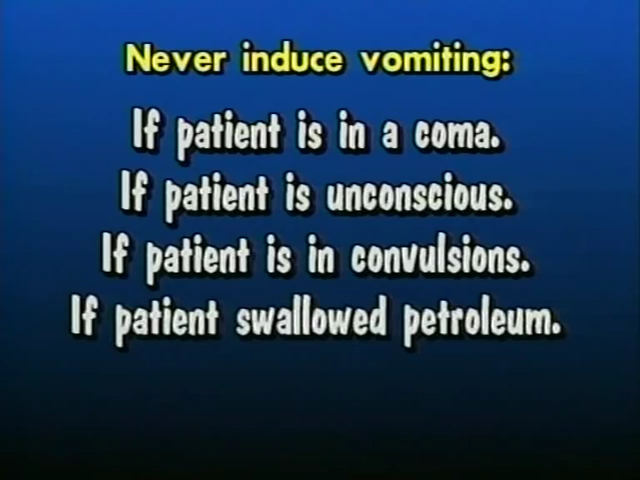 Never induce vomiting:
If patient is in a coma.
If patient is unconscious.
If patient is in convulsions.
If patient swallowed petroleum.